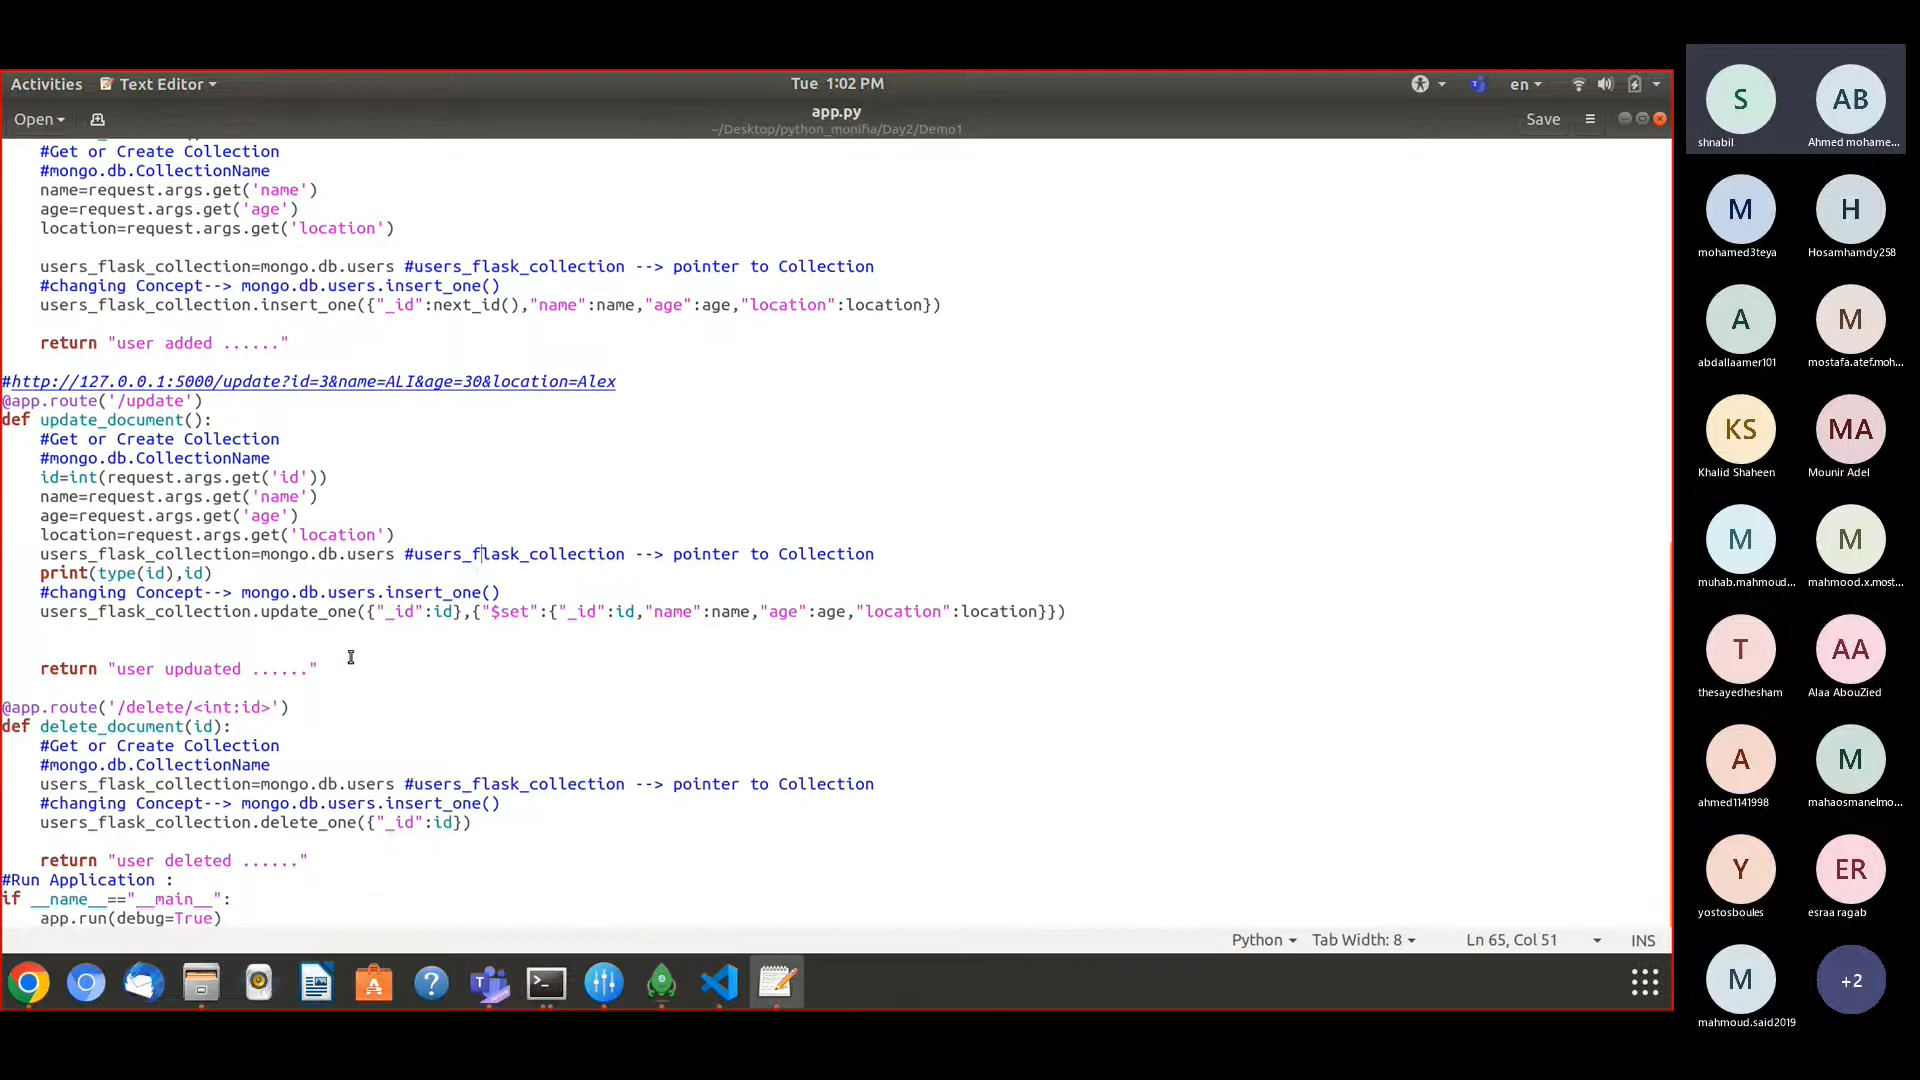 Activities
Text Editor
Tue 1:02 PM
en
Open
app.py
~/Desktop/python_monifia/Day2/Demo1
Save
#Get or Create Collection
#mongo.db.CollectionName
name=request.args.get('name')
age=request.args.get('age')
location=request.args.get('location')
users_flask_collection=mongo.db.users #users_flask_collection --> pointer to Collection
#changing Concept--> mongo.db.users.insert_one()
users_flask_collection.insert_one({"_id":next_id(),"name":name,"age":age,"location":location})
return "user added ......"
#http://127.0.0.1:5000/update?id=3&name=ALI&age=30&location=Alex
@app.route('/update')
def update_document():
#Get or Create Collection
#mongo.db.CollectionName
id=int(request.args.get('id'))
name=request.args.get('name')
age=request.args.get('age')
location=request.args.get('location')
users_flask_collection=mongo.db.users #users_flask_collection --> pointer to Collection
print(type(id),id)
#changing Concept--> mongo.db.users.insert_one()
users_flask_collection.update_one({"_id":id},{"$set":{"_id":id,"name":name,"age":age,"location":location}})
return "user upduated ......"
@app.route('/delete/<int:id>')
def delete_document(id):
#Get or Create Collection
#mongo.db.CollectionName
users_flask_collection=mongo.db.users #users_flask_collection --> pointer to Collection
#changing Concept--> mongo.db.users.insert_one()
users_flask_collection.delete_one({"_id":id})
return "user deleted ......"
#Run Application :
if __name__=="__main__":
app.run(debug=True)
Python
Tab Width: 8
Ln 65, Col 51
INS
S
AB
shnabil
Ahmed mohame...
M
H
mohamed3teya
Hosamhamdy258
A
M
abdallaamer101
mostafa.atef.moh...
KS
MA
Khalid Shaheen
Mounir Adel
M
M
muhab.mahmoud...
mahmood.x.most...
T
AA
thesayedhesham
Alaa AbouZied
A
M
ahmed1141998
mahaosmanelmo...
Y
ER
yostosboules
esraa ragab
M
+2
mahmoud.said2019